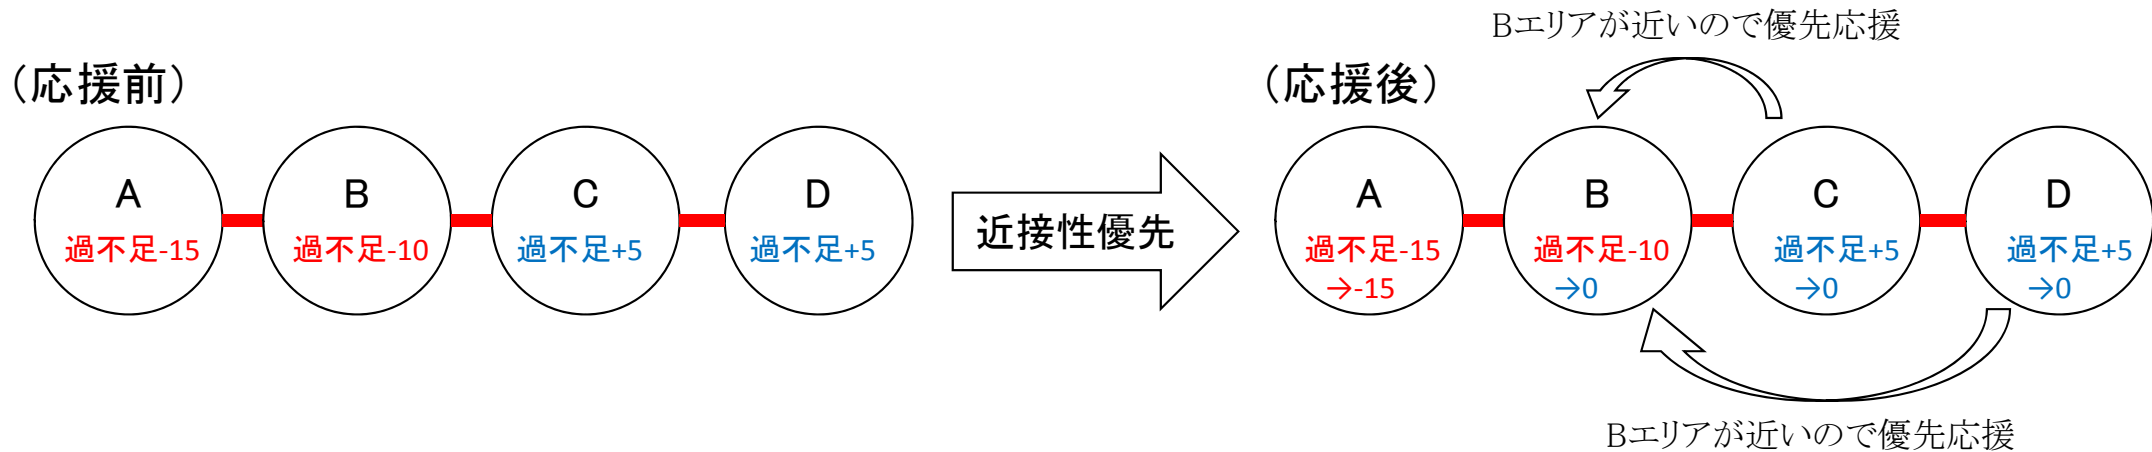 (応援前)
A
過不足-15
B
過不足-10
C
過不足+5
D
過不足+5
近接性優先
(応援後)
Bエリアが近いので優先応援
A
過不足-15
→-15
B
過不足-10
→0
C
過不足+5
→0
D
過不足+5
→0
Bエリアが近いので優先応援